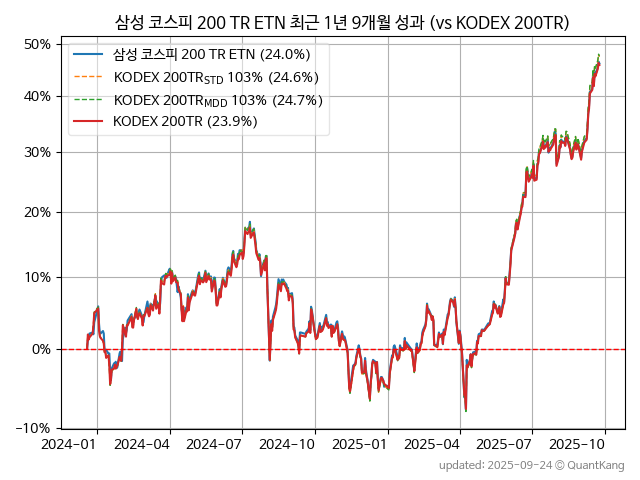 삼성 코스피 200 TR ETN 최근 1년 9개월 성과 (vs KODEX 200TR)
삼성 코스피 200 TR ETN (24.0%)
KODEX 200TR_STD 103% (24.6%)
KODEX 200TR_MDD 103% (24.7%)
KODEX 200TR (23.9%)
50%
40%
30%
20%
10%
0%
−10%
2024-01 2024-04 2024-07 2024-10 2025-01 2025-04 2025-07 2025-10
updated: 2025-09-24 © QuantKang